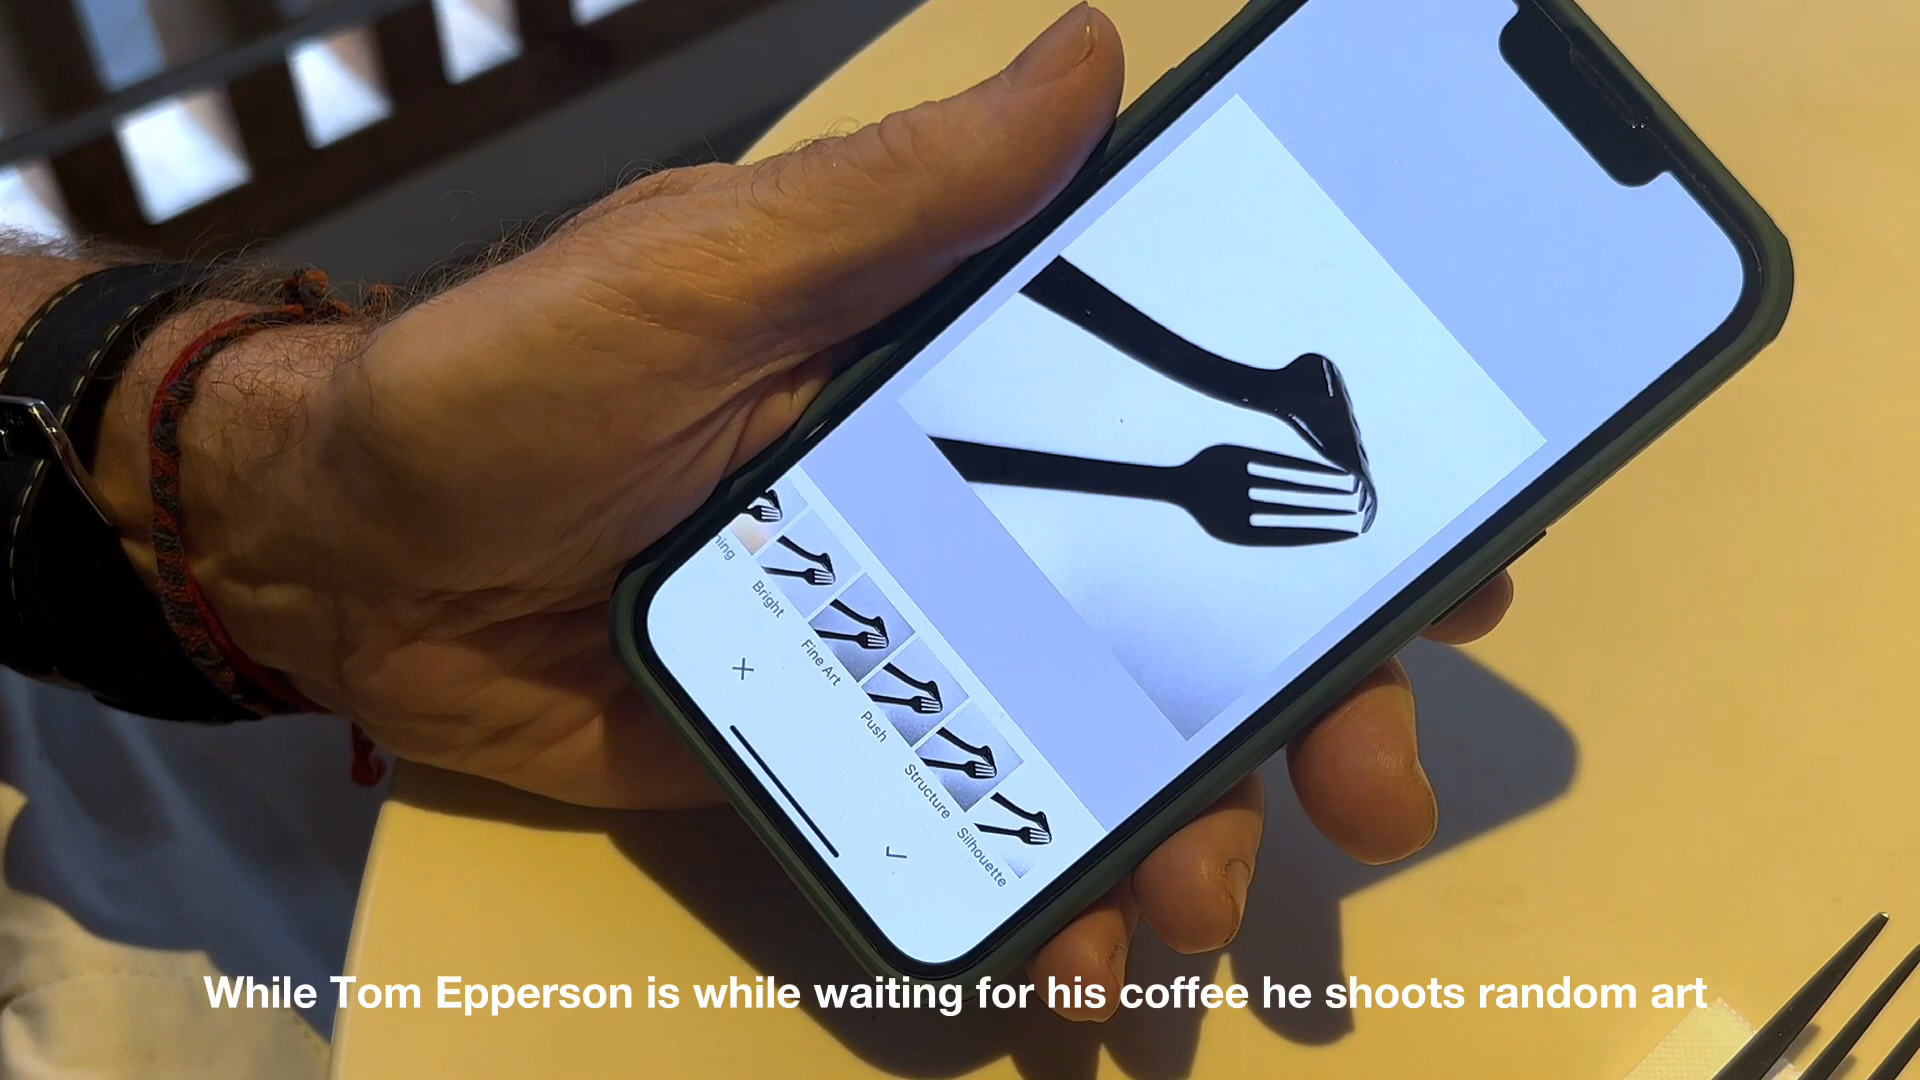 Bright
Fine Art
Push
Structure
Silhouette
While Tom Epperson is while waiting for his coffee he shoots random art